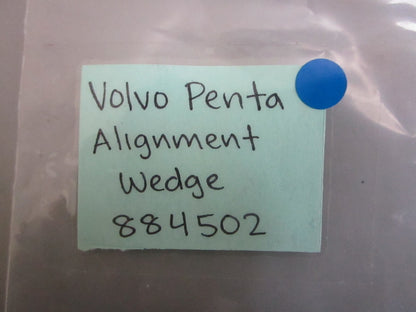 Volvo Penta
Alignment
Wedge
884502